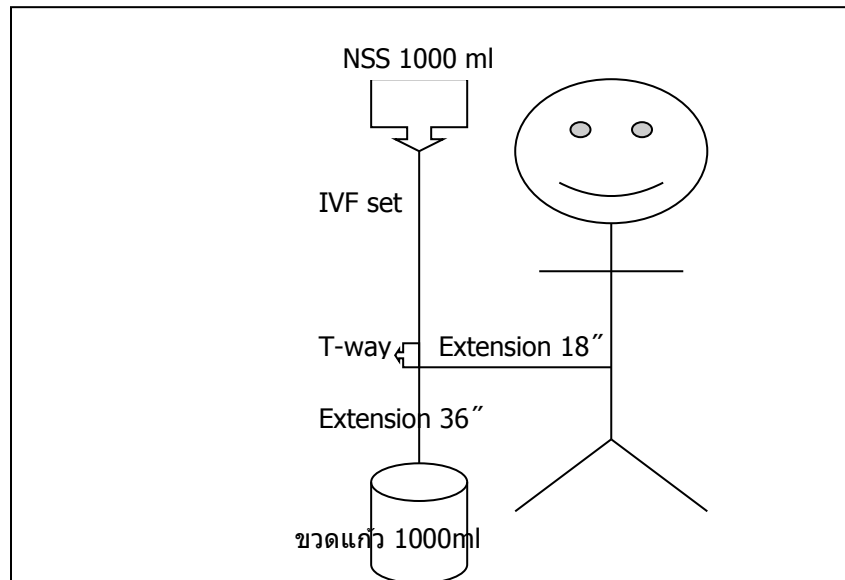 NSS 1000 ml
IVF set
T-way
Extension 18″
Extension 36″
ขวดแก้ว 1000ml